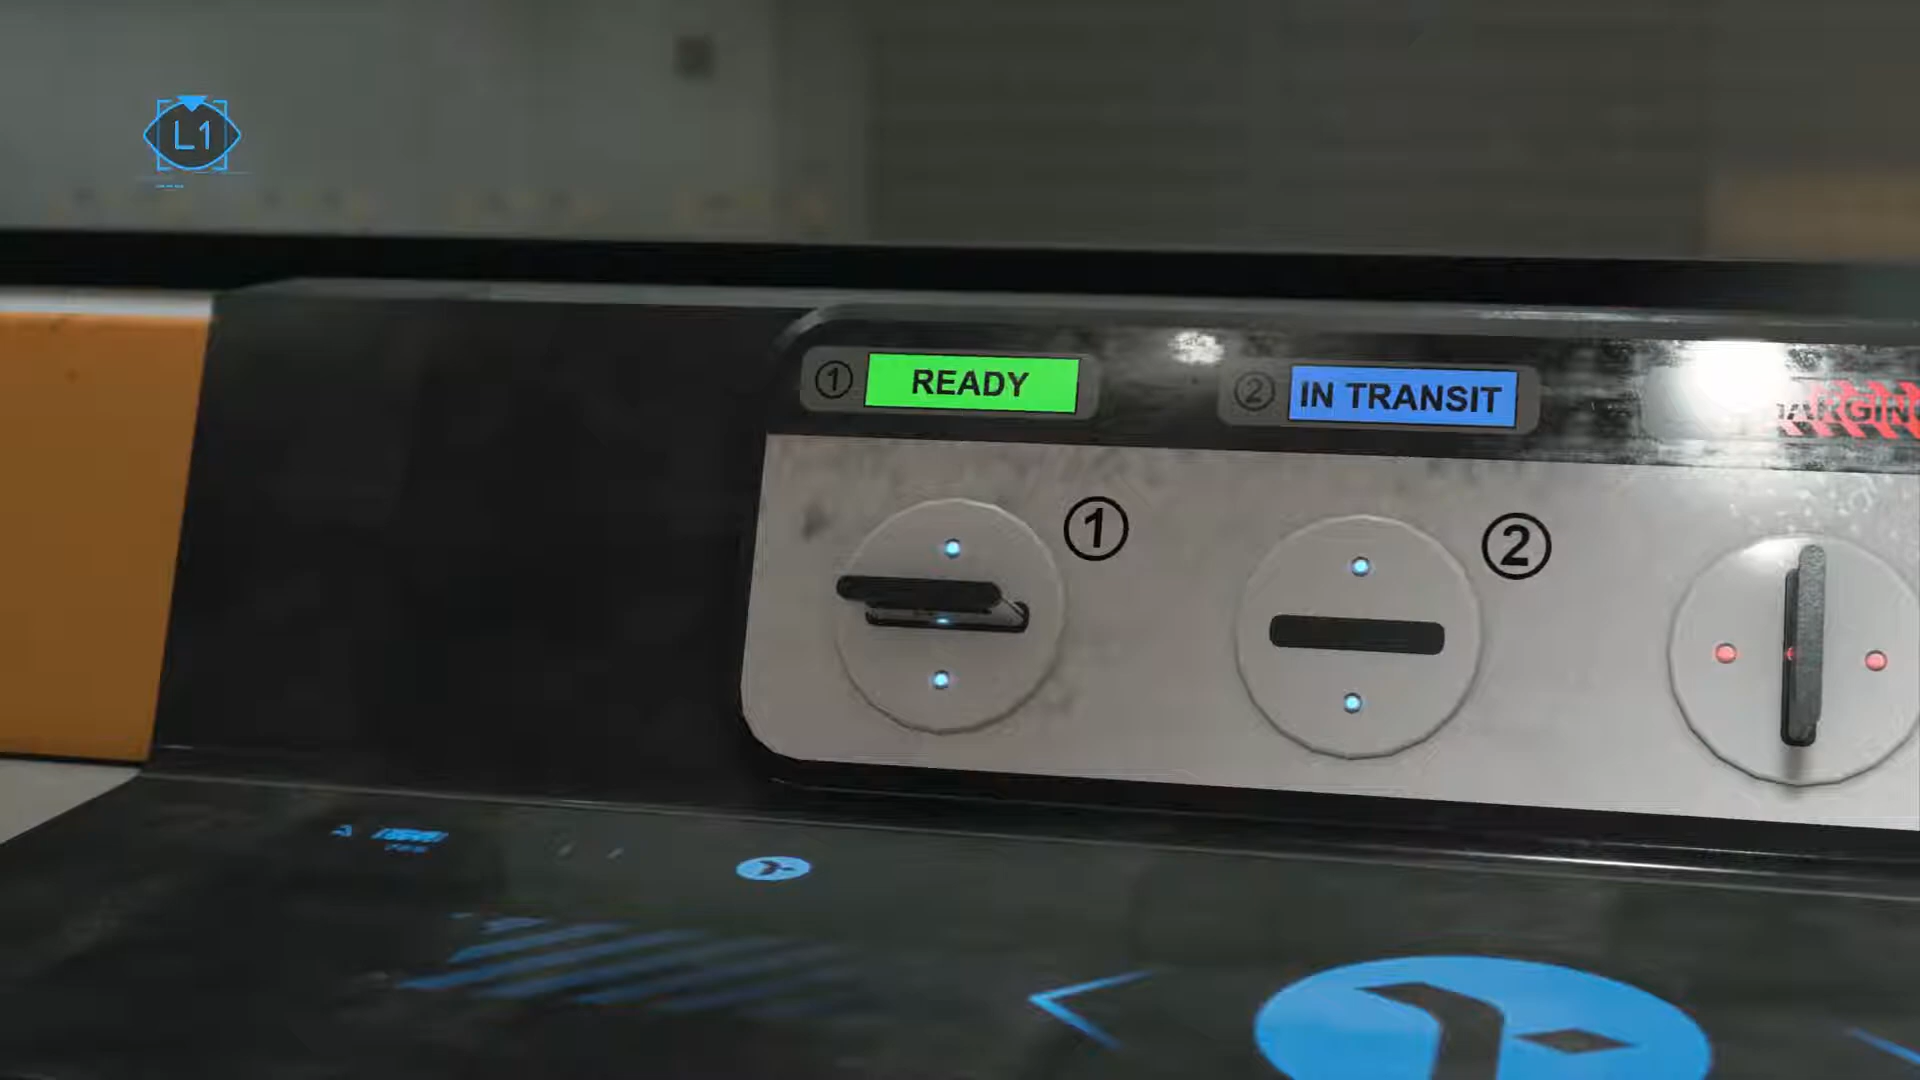 L1
① READY
② IN TRANSIT
①
②